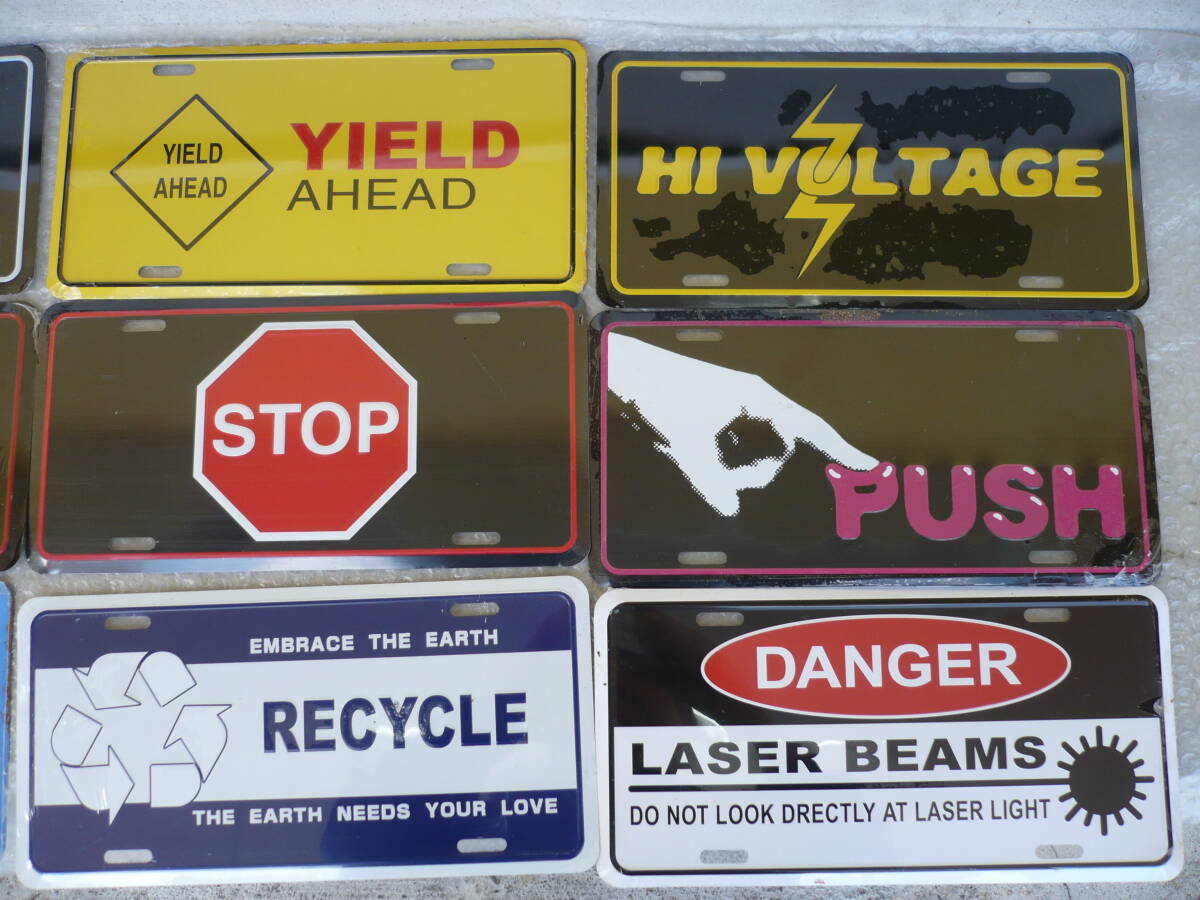 YIELD
AHEAD
YIELD
AHEAD
HI VOLTAGE
STOP
PUSH
EMBRACE THE EARTH
RECYCLE
THE EARTH NEEDS YOUR LOVE
DANGER
LASER BEAMS
DO NOT LOOK DRECTLY AT LASER LIGHT